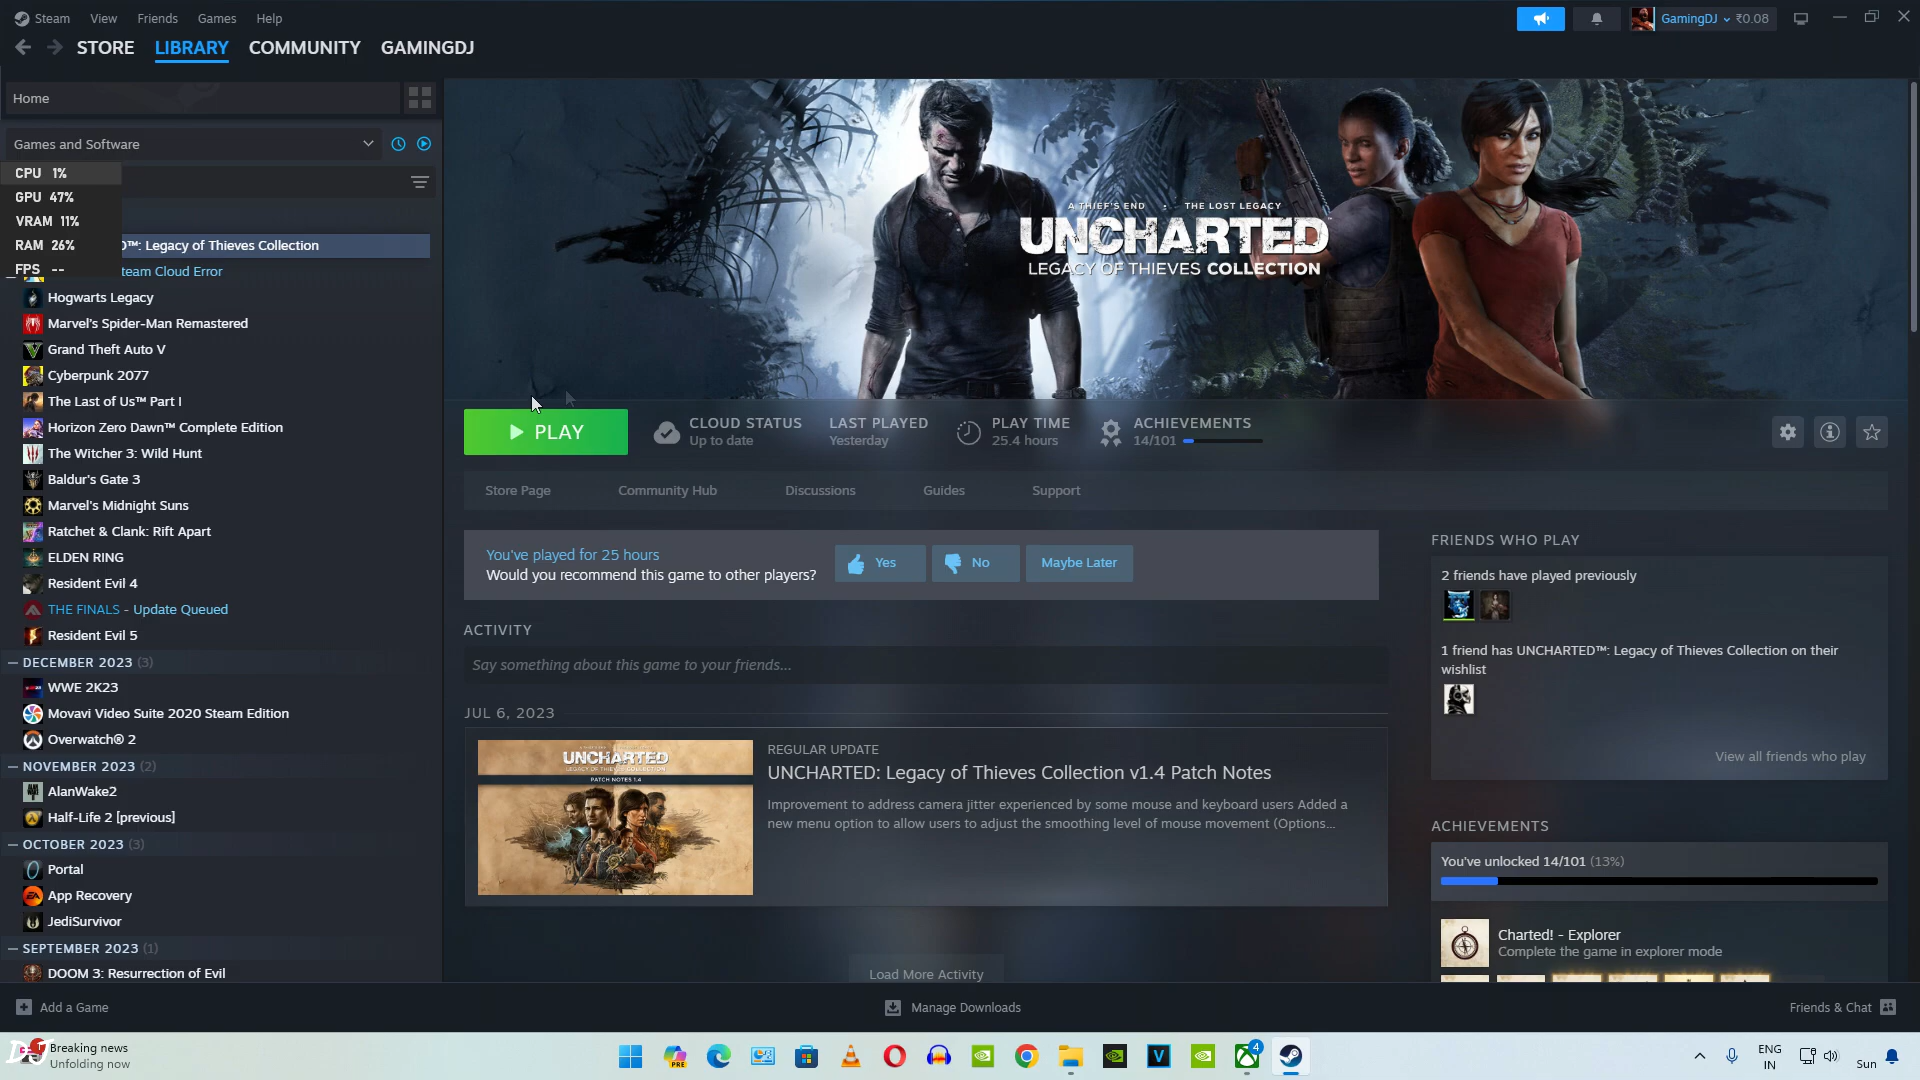 Steam View Friends Games Help
GamingDJ ₹0.08
STORE LIBRARY COMMUNITY GAMINGDJ
Home
Games and Software
CPU 1%
GPU 47%
VRAM 11%
RAM 26%
FPS --
D™: Legacy of Thieves Collection
team Cloud Error
Hogwarts Legacy
Marvel's Spider-Man Remastered
Grand Theft Auto V
Cyberpunk 2077
The Last of Us™ Part I
Horizon Zero Dawn™ Complete Edition
The Witcher 3: Wild Hunt
Baldur's Gate 3
Marvel's Midnight Suns
Ratchet & Clank: Rift Apart
ELDEN RING
Resident Evil 4
THE FINALS - Update Queued
Resident Evil 5
— DECEMBER 2023 (3)
WWE 2K23
Movavi Video Suite 2020 Steam Edition
Overwatch® 2
— NOVEMBER 2023 (2)
AlanWake2
Half-Life 2 [previous]
— OCTOBER 2023 (3)
Portal
App Recovery
JediSurvivor
— SEPTEMBER 2023 (1)
DOOM 3: Resurrection of Evil
A THIEF'S END · THE LOST LEGACY
UNCHARTED™
LEGACY OF THIEVES COLLECTION
PLAY
CLOUD STATUS
Up to date
LAST PLAYED
Yesterday
PLAY TIME
25.4 hours
ACHIEVEMENTS
14/101
Store Page Community Hub Discussions Guides Support
You've played for 25 hours
Would you recommend this game to other players?
Yes No Maybe Later
ACTIVITY
Say something about this game to your friends...
JUL 6, 2023
UNCHARTED
LEGACY OF THIEVES COLLECTION
PATCH NOTES 1.4
REGULAR UPDATE
UNCHARTED: Legacy of Thieves Collection v1.4 Patch Notes
Improvement to address camera jitter experienced by some mouse and keyboard users Added a
new menu option to allow users to adjust the smoothing level of mouse movement (Options...
Load More Activity
FRIENDS WHO PLAY
2 friends have played previously
1 friend has UNCHARTED™: Legacy of Thieves Collection on their
wishlist
View all friends who play
ACHIEVEMENTS
You've unlocked 14/101 (13%)
Charted! - Explorer
Complete the game in explorer mode
Add a Game
Manage Downloads
Friends & Chat
DJ
Breaking news
Unfolding now
PRE
V
4
ENG
IN
Sun